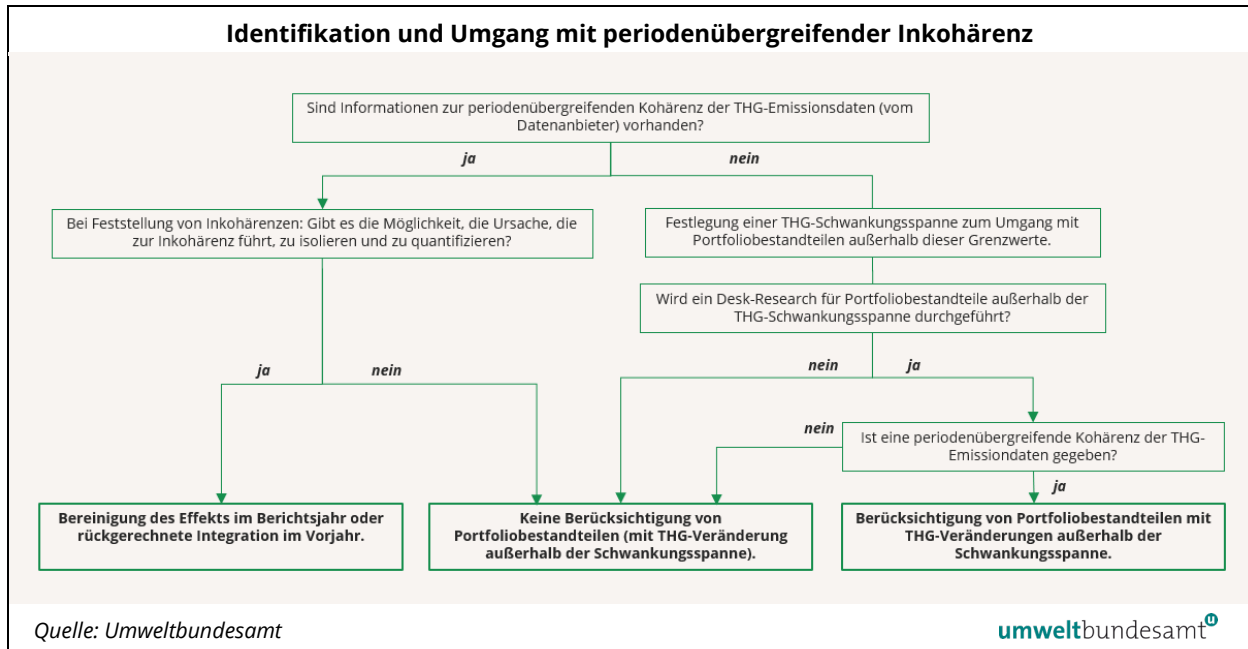 Identifikation und Umgang mit periodenübergreifender Inkohärenz
Sind Informationen zur periodenübergreifenden Kohärenz der THG-Emissionsdaten (vom
Datenanbieter) vorhanden?
ja
nein
Bei Feststellung von Inkohärenzen: Gibt es die Möglichkeit, die Ursache, die
zur Inkohärenz führt, zu isolieren und zu quantifizieren?
Festlegung einer THG-Schwankungsspanne zum Umgang mit
Portfoliobestandteilen außerhalb dieser Grenzwerte.
Wird ein Desk-Research für Portfoliobestandteile außerhalb der
THG-Schwankungsspanne durchgeführt?
ja
nein
nein
ja
nein
Ist eine periodenübergreifende Kohärenz der THG-
Emissiondaten gegeben?
ja
Bereinigung des Effekts im Berichtsjahr oder
rückgerechnete Integration im Vorjahr.
Keine Berücksichtigung von
Portfoliobestandteilen (mit THG-Veränderung
außerhalb der Schwankungsspanne).
Berücksichtigung von Portfoliobestandteilen mit
THG-Veränderungen außerhalb der
Schwankungsspanne.
Quelle: Umweltbundesamt
umweltbundesamt u